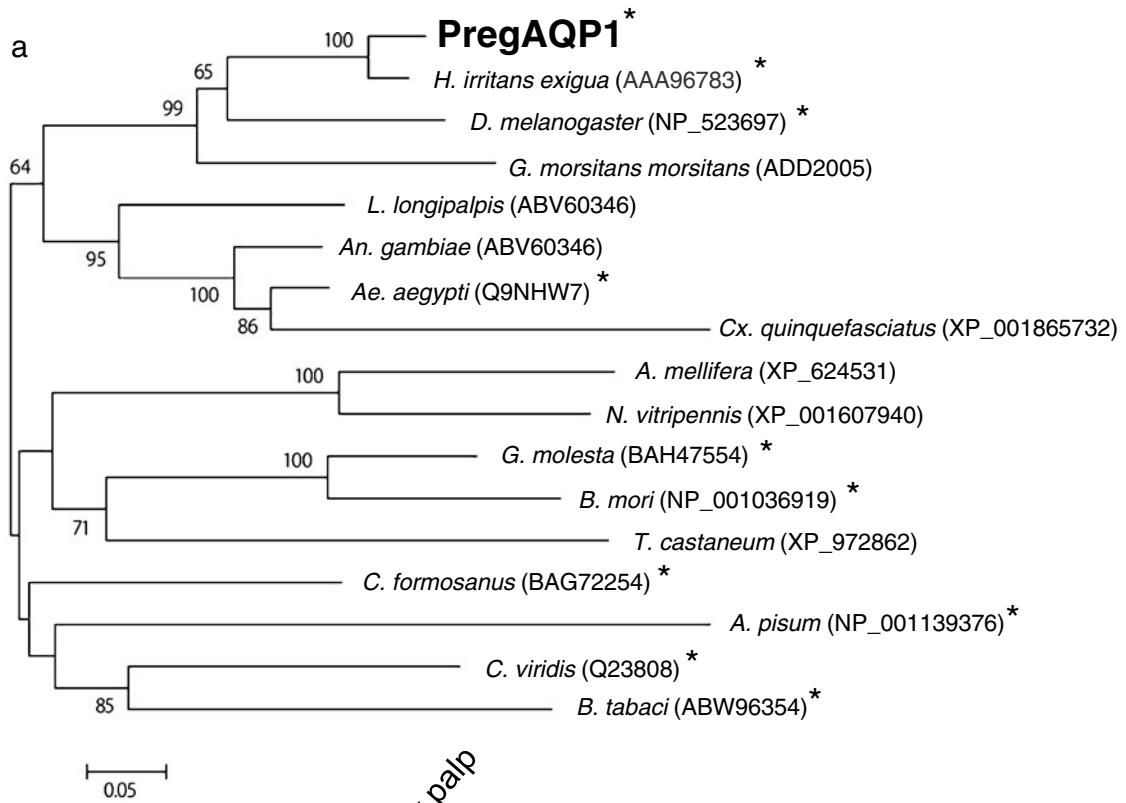 a
100
PregAQP1*
H. irritans exigua (AAA96783) *
65
D. melanogaster (NP_523697) *
99
G. morsitans morsitans (ADD2005)
64
L. longipalpis (ABV60346)
95
An. gambiae (ABV60346)
100
Ae. aegypti (Q9NHW7) *
86
Cx. quinquefasciatus (XP_001865732)
100
A. mellifera (XP_624531)
N. vitripennis (XP_001607940)
100
G. molesta (BAH47554) *
B. mori (NP_001036919) *
71
T. castaneum (XP_972862)
C. formosanus (BAG72254) *
A. pisum (NP_001139376)*
C. viridis (Q23808) *
85
B. tabaci (ABW96354)*
0.05
palp